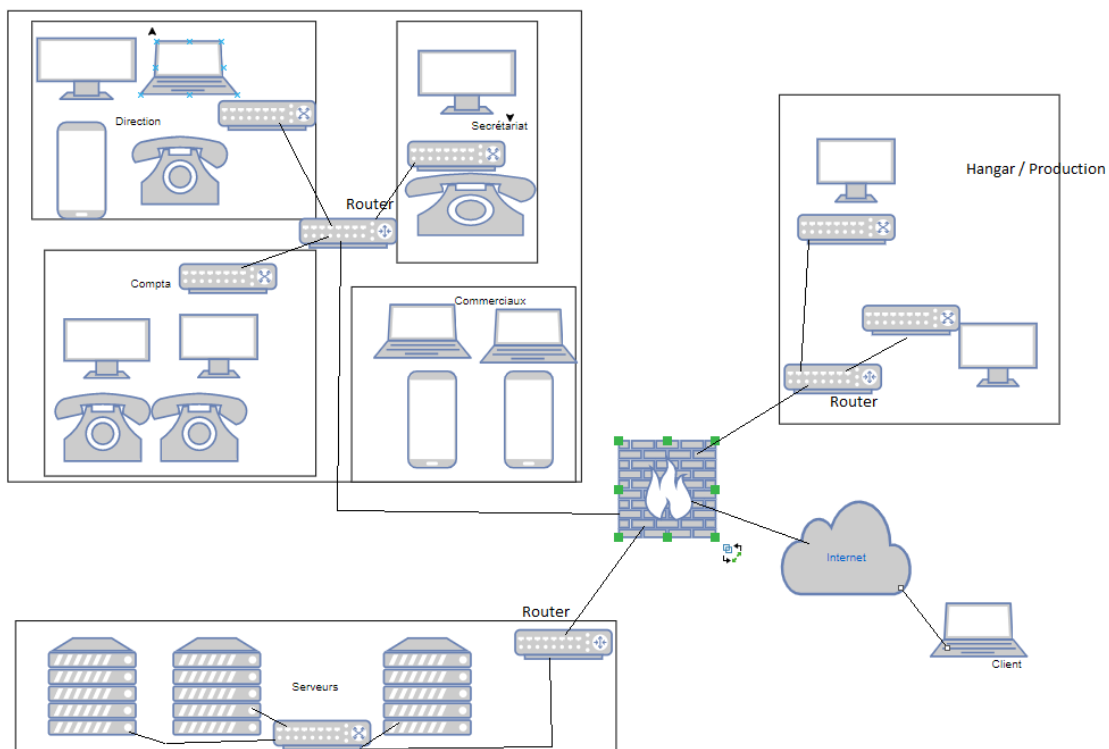 Direction
Secrétariat
Hangar / Production
Router
Compta
Commerciaux
Router
Internet
Router
Client
Serveurs